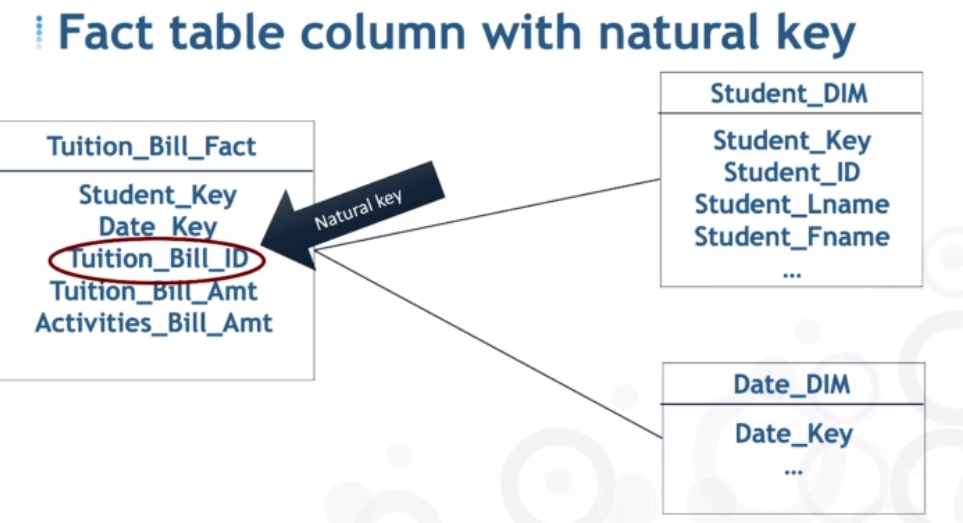 Fact table column with natural key
Tuition_Bill_Fact
Student_Key
Date_Key
Tuition_Bill_ID
Tuition_Bill_Amt
Activities_Bill_Amt
Natural key
Student_DIM
Student_Key
Student_ID
Student_Lname
Student_Fname
...
Date_DIM
Date_Key
...